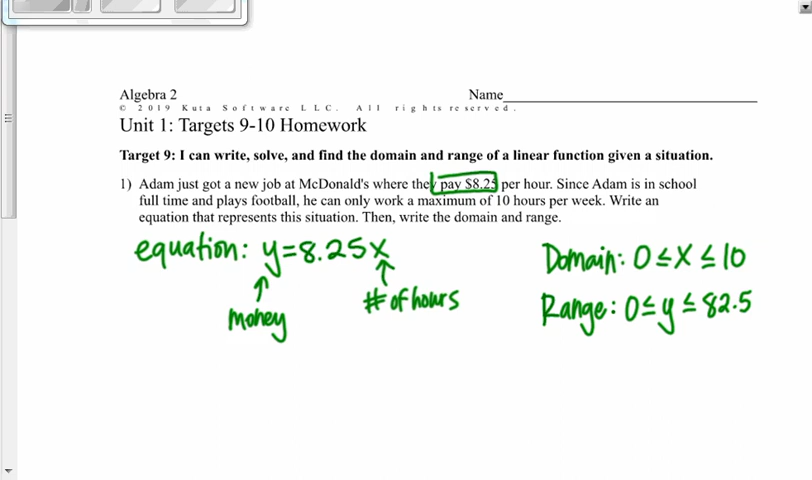 Algebra 2
Name
© 2019 Kuta Software LLC. All rights reserved.
Unit 1: Targets 9-10 Homework
Target 9: I can write, solve, and find the domain and range of a linear function given a situation.
1) Adam just got a new job at McDonald's where they pay $8.25 per hour. Since Adam is in school
full time and plays football, he can only work a maximum of 10 hours per week. Write an
equation that represents this situation. Then, write the domain and range.
equation: y=8.25x
money
# of hours
Domain: 0 ≤ x ≤ 10
Range: 0 ≤ y ≤ 82.5